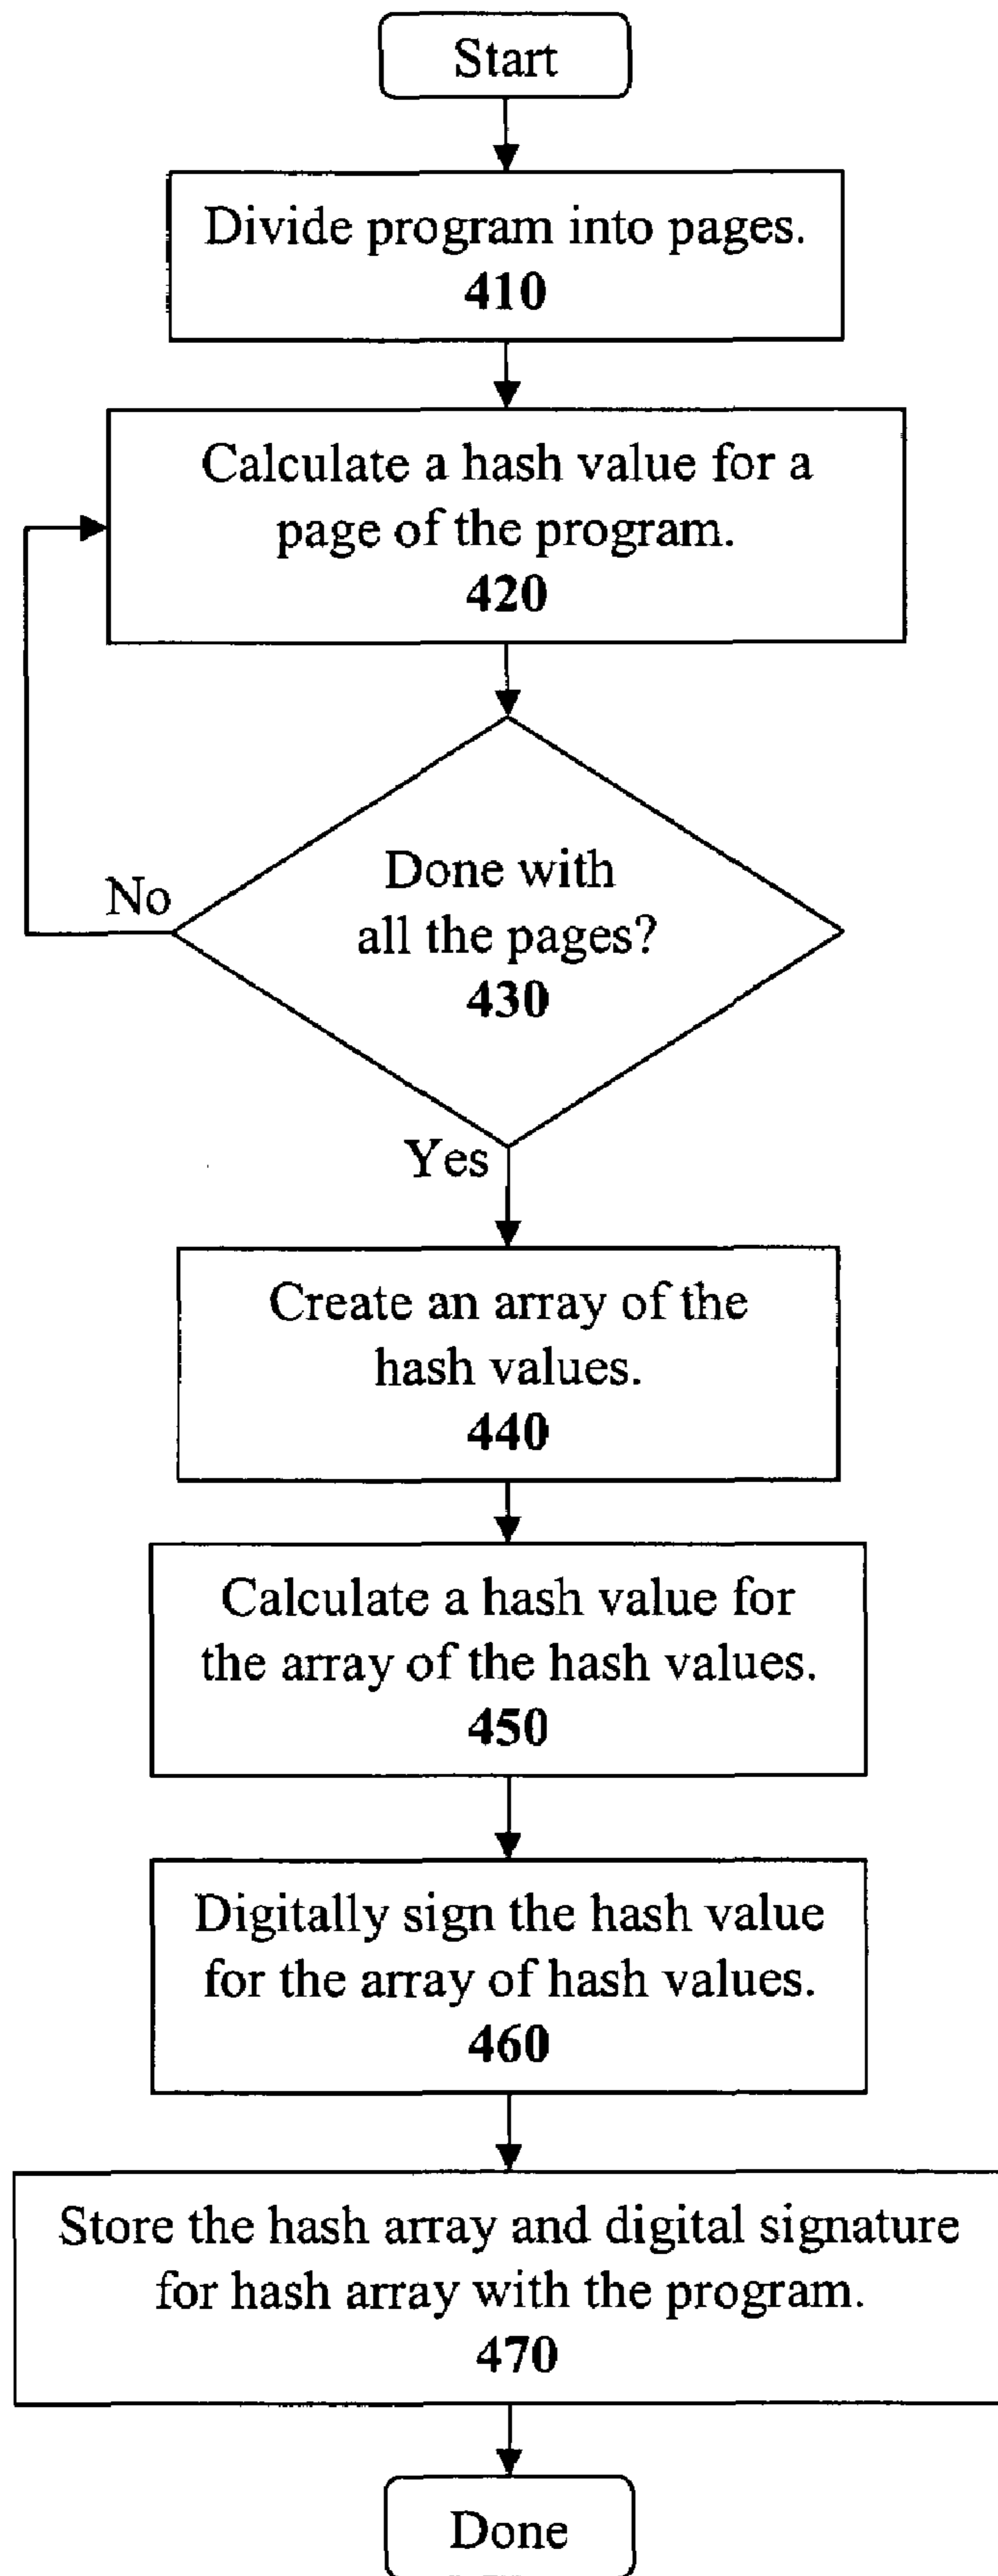 Start
Divide program into pages.
410
Calculate a hash value for a
page of the program.
420
Done with
all the pages?
430
No
Yes
Create an array of the
hash values.
440
Calculate a hash value for
the array of the hash values.
450
Digitally sign the hash value
for the array of hash values.
460
Store the hash array and digital signature
for hash array with the program.
470
Done